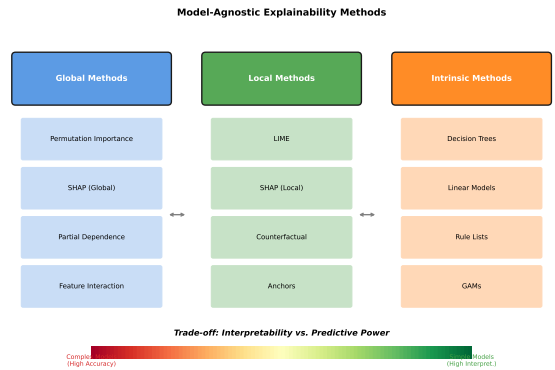 Model-Agnostic Explainability Methods
Global Methods
Local Methods
Intrinsic Methods
Permutation Importance
LIME
Decision Trees
SHAP (Global)
SHAP (Local)
Linear Models
Partial Dependence
Counterfactual
Rule Lists
Feature Interaction
Anchors
GAMs
Trade-off: Interpretability vs. Predictive Power
Models
(High Accuracy)
(High Interpret.)